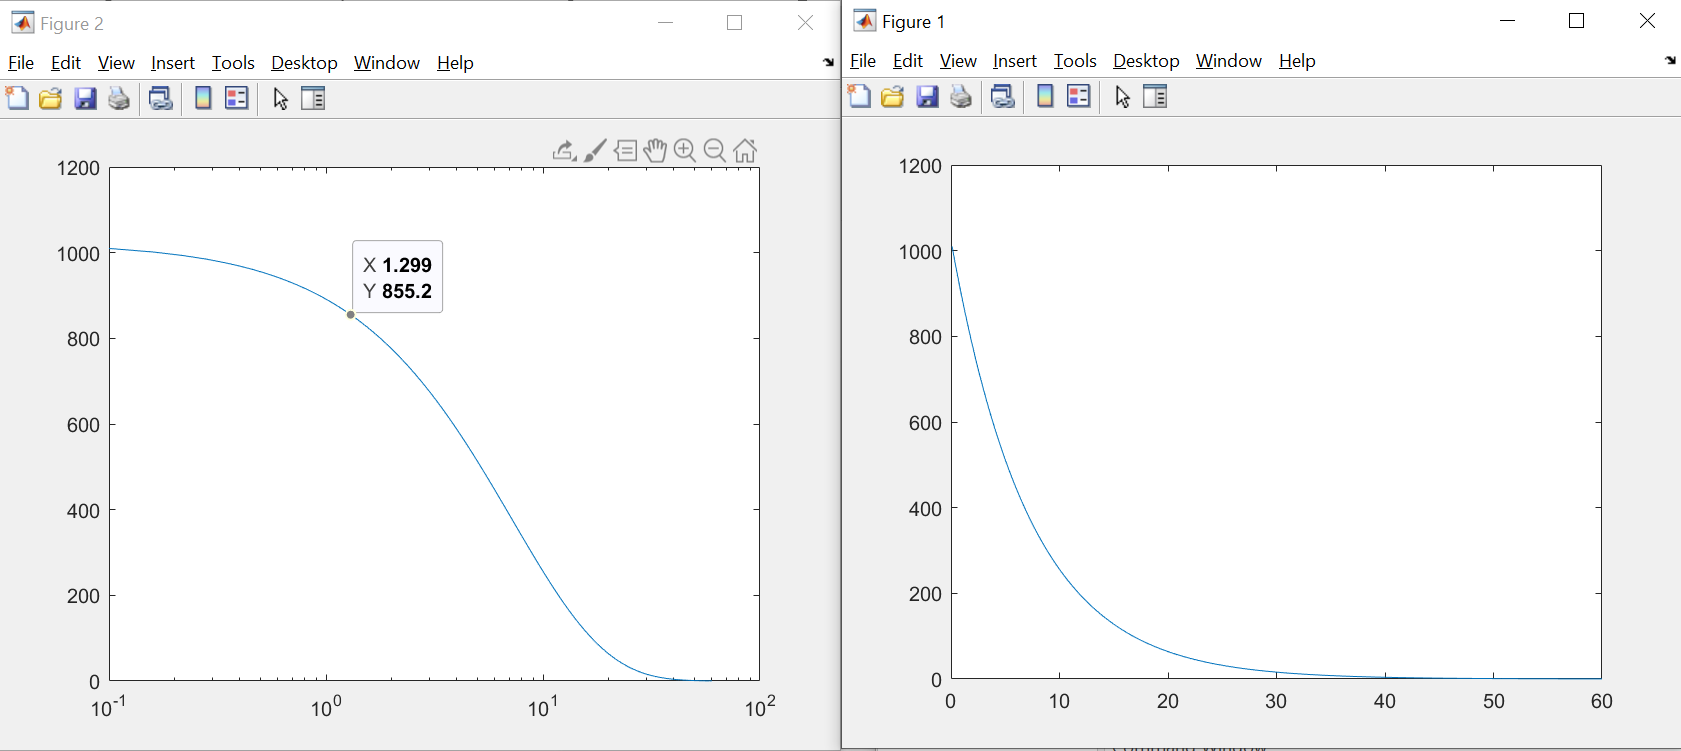 Figure 2
File Edit View Insert Tools Desktop Window Help
1200
1000
800
600
400
200
0
X 1.299
Y 855.2
10^-1 10^0 10^1 10^2
Figure 1
File Edit View Insert Tools Desktop Window Help
1200
1000
800
600
400
200
0
0 10 20 30 40 50 60